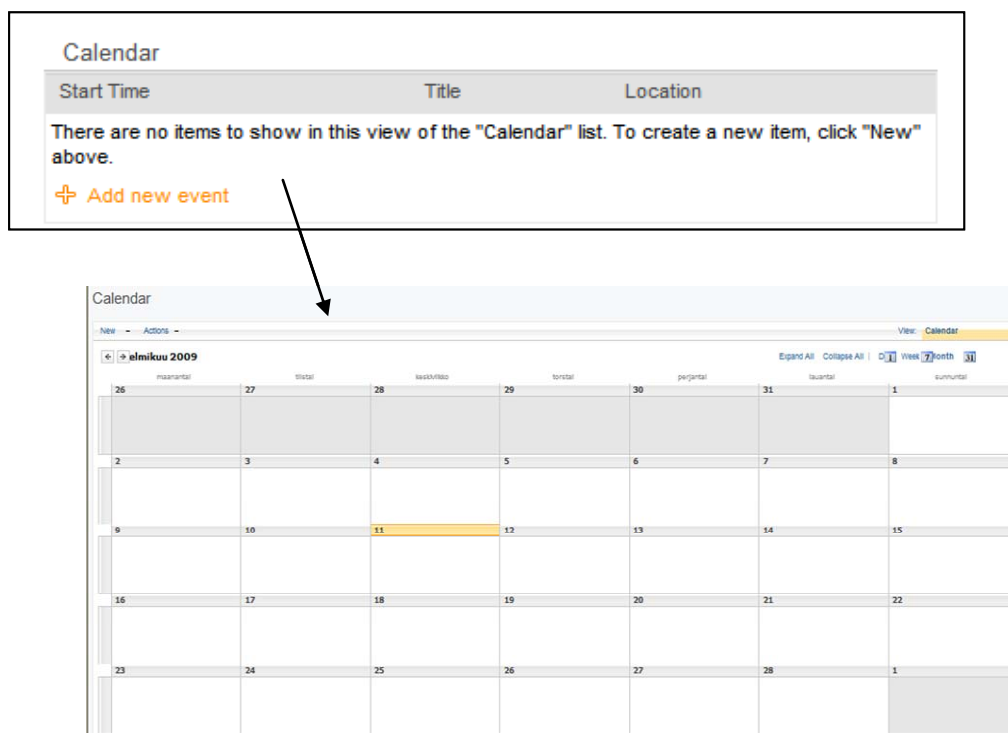 Calendar
Start Time Title Location
There are no items to show in this view of the "Calendar" list. To create a new item, click "New"
above.
Add new event
Calendar
New Actions View: Calendar
elmikuu 2009 Expand All Collapse All | D 1 Week 7 Month 31
maanantai tiistai keskiviikko torstai perjantai lauantai sunnuntai
26 27 28 29 30 31 1
2 3 4 5 6 7 8
9 10 11 12 13 14 15
16 17 18 19 20 21 22
23 24 25 26 27 28 1